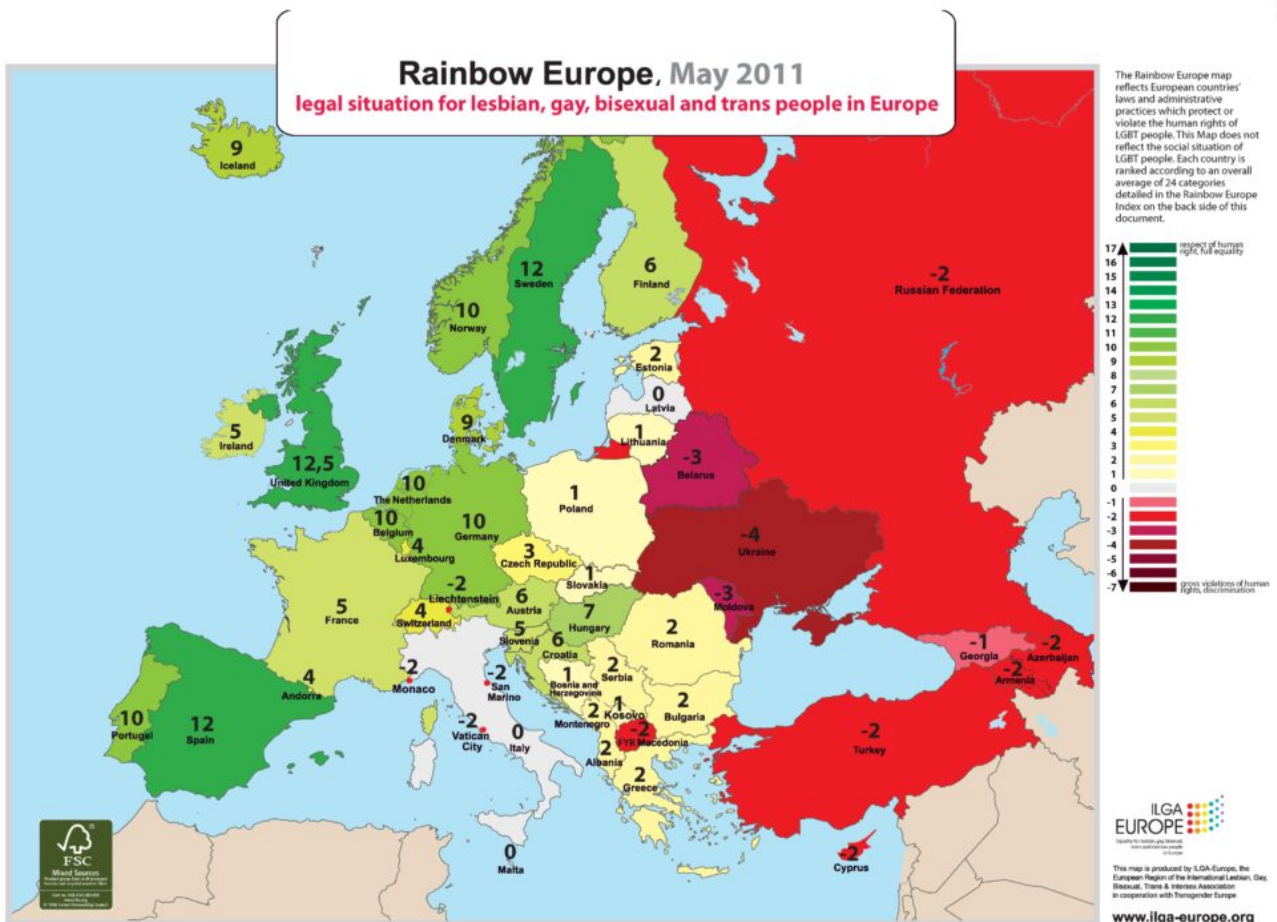 Rainbow Europe, May 2011
legal situation for lesbian, gay, bisexual and trans people in Europe
The Rainbow Europe map
reflects European countries'
laws and administrative
practices which protect or
violate the human rights of
LGBT people. This Map does not
reflect the social situation of
LGBT people. Each country is
ranked according to an overall
average of 24 categories
detailed in the Rainbow Europe
Index on the back side of this
document.
17
respect of human
right, full equality
16
15
14
13
12
11
10
9
8
7
6
5
4
3
2
1
0
-1
-2
-3
-4
-5
-6
-7
gross violations of human
rights, discrimination
9
Iceland
12
Sweden
6
Finland
10
Norway
-2
Russian Federation
2
Estonia
0
Latvia
1
Lithuania
9
Denmark
5
Ireland
12,5
United Kingdom
-3
Belarus
10
The Netherlands
10
Belgium
10
Germany
1
Poland
4
Luxembourg
3
Czech Republic
-4
Ukraine
1
Slovakia
-2
Liechtenstein
6
Austria
-3
Moldova
5
France
4
Switzerland
7
Hungary
5
Slovenia
6
Croatia
2
Romania
-1
Georgia
-2
Azerbaijan
-2
Armenia
4
Andorra
-2
Monaco
-2
San
Marino
1
Bosnia and
Herzegovina
2
Serbia
10
Portugal
12
Spain
-2
Vatican
City
0
Italy
2
Montenegro
1
Kosovo
2
Bulgaria
-2
FYR Macedonia
2
Albania
-2
Turkey
2
Greece
0
Malta
-2
Cyprus
FSC
Mixed Sources
ILGA
EUROPE
This map is produced by ILGA-Europe, the
European Region of the International Lesbian, Gay,
Bisexual, Trans & Intersex Association
in cooperation with Transgender Europe
www.ilga-europe.org